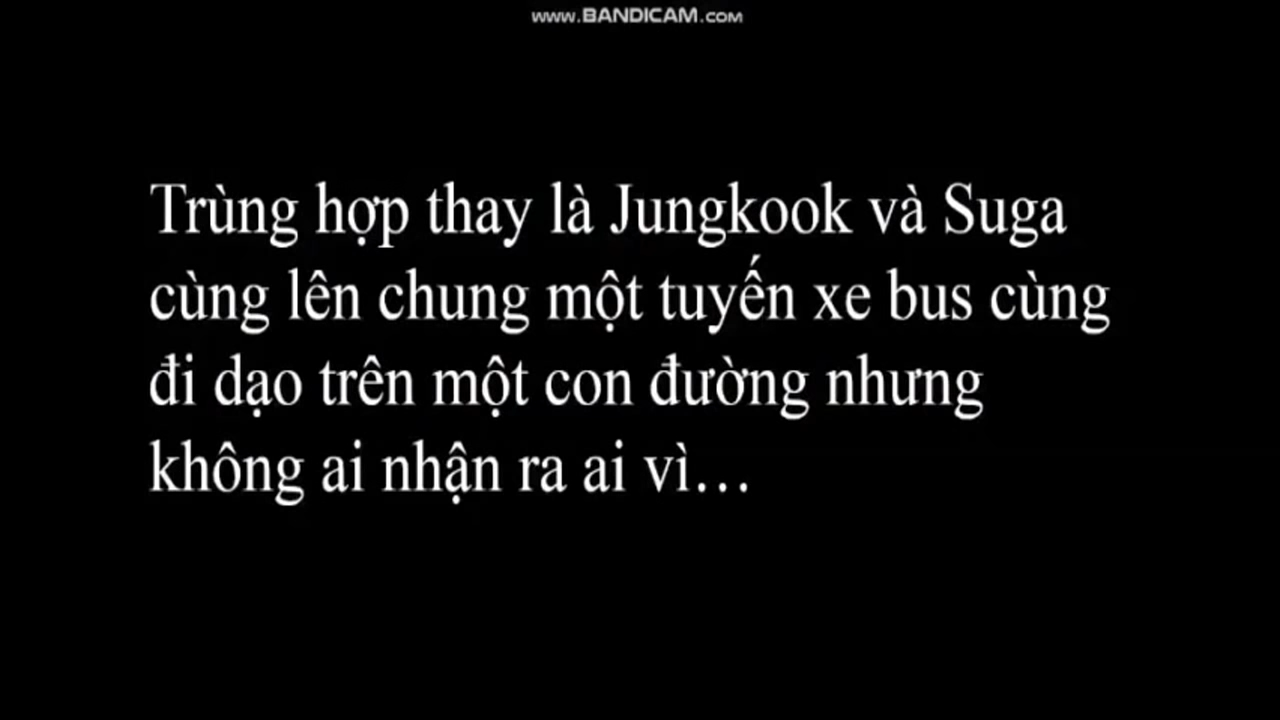 www.BANDICAM.com
Trùng hợp thay là Jungkook và Suga
cùng lên chung một tuyến xe bus cùng
đi dạo trên một con đường nhưng
không ai nhận ra ai vì…